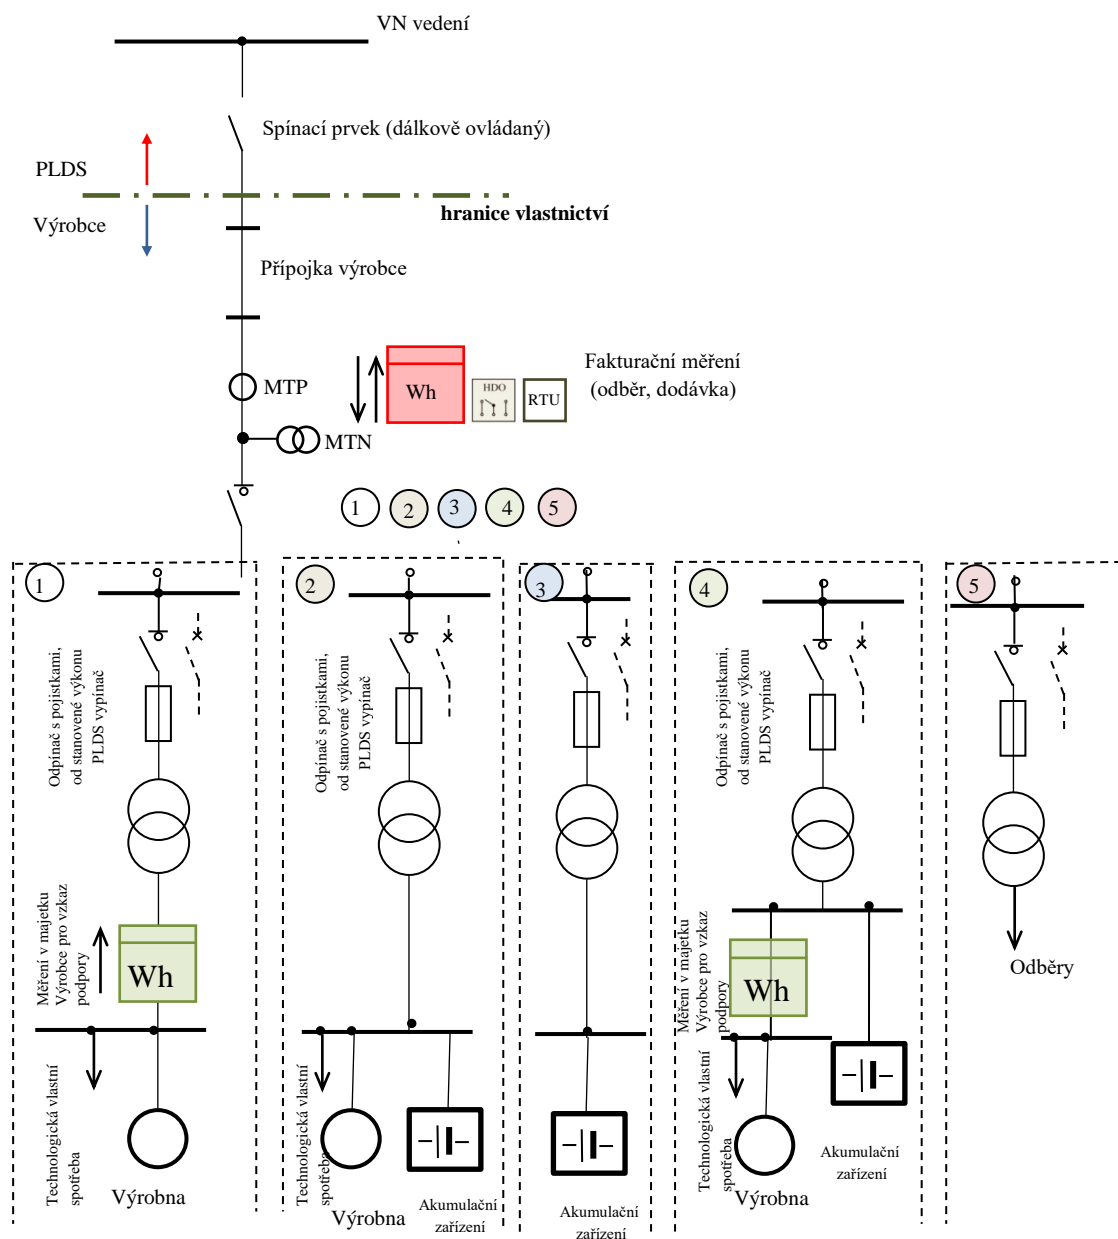 VN vedení
Spínací prvek (dálkově ovládaný)
PLDS
hranice vlastnictví
Výrobce
Přípojka výrobce
Fakturační měření
(odběr, dodávka)
Wh
HDO
RTU
MTP
MTN
1
2
3
4
5
1
2
3
4
5
Odpínač s pojistkami,
od stanovené výkonu
PLDS vypínač
Odpínač s pojistkami,
od stanovené výkonu
PLDS vypínač
Odpínač s pojistkami,
od stanovené výkonu
PLDS vypínač
Měření v majetku
Výrobce pro vzkaz
podpory
Wh
Měření v majetku
Výrobce pro vzkaz
podpory
Wh
Odběry
Technologická vlastní
spotřeba
Výrobna
Technologická vlastní
spotřeba
Výrobna
Akumulační
zařízení
Akumulační
zařízení
Technologická vlastní
spotřeba
Výrobna
Akumulační
zařízení